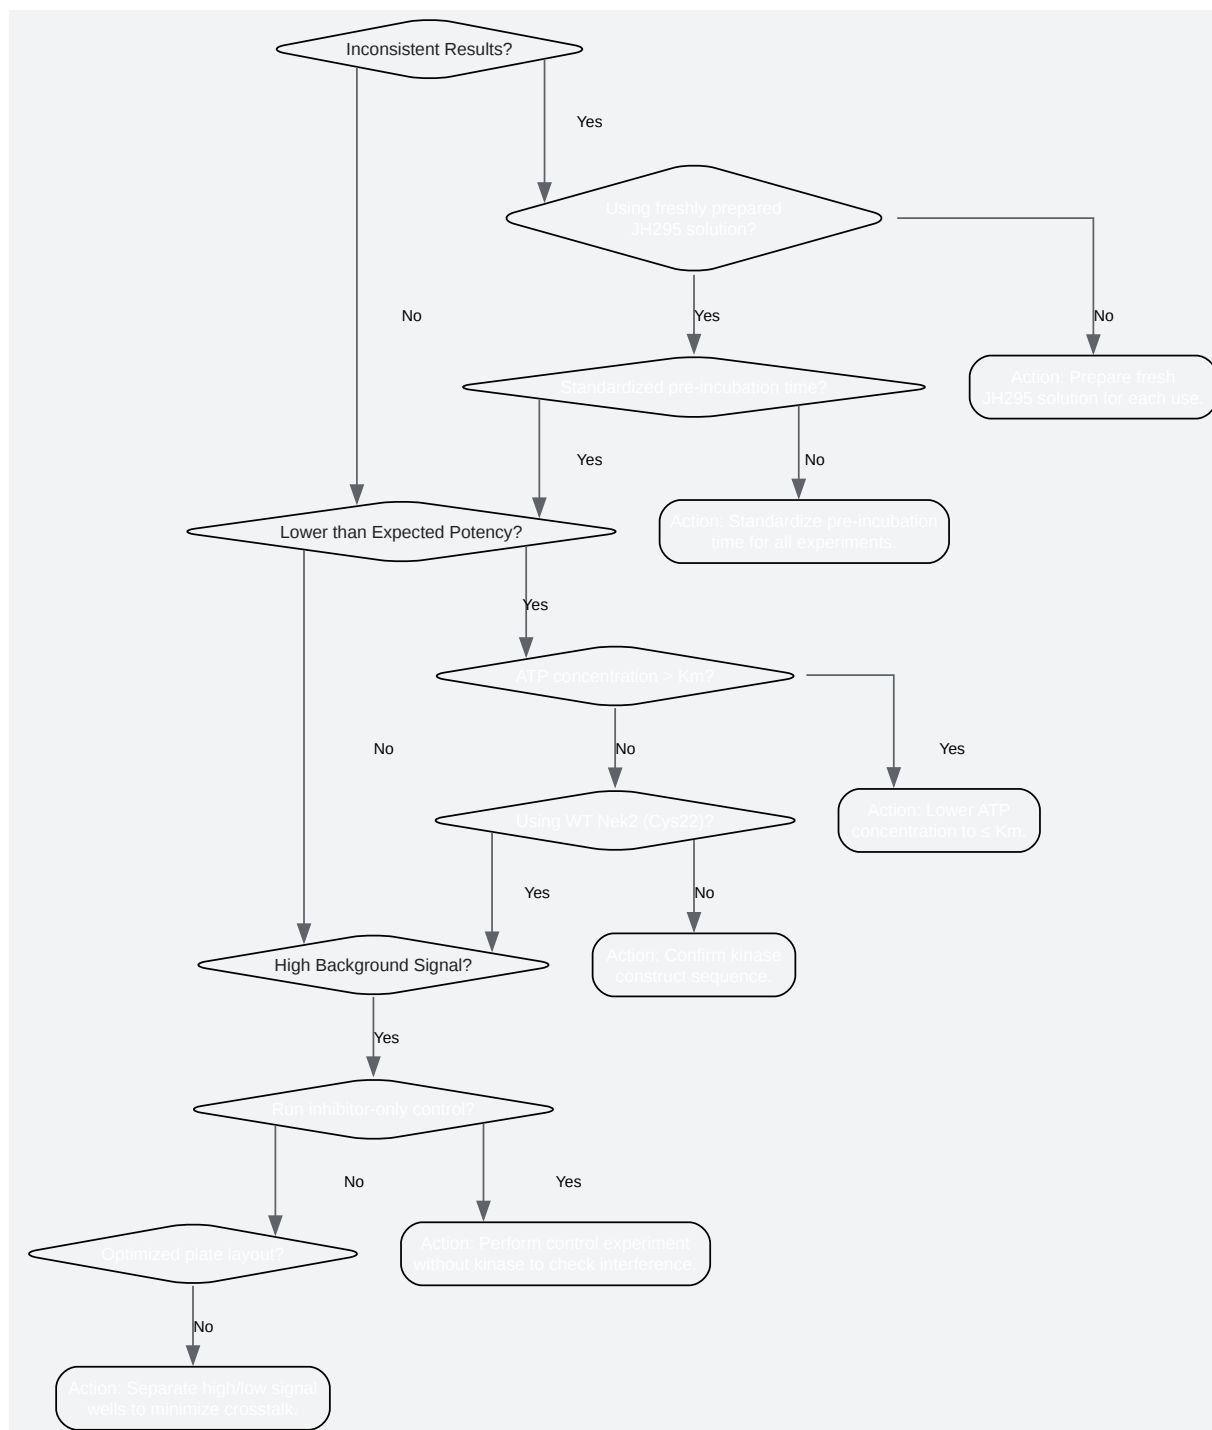 Inconsistent Results?
Yes
Using freshly prepared
JH295 solution?
No
Yes
No
Standardized pre-incubation time?
Action: Prepare fresh
JH295 solution for each use.
Yes
No
Lower than Expected Potency?
Action: Standardize pre-incubation
time for all experiments.
Yes
ATP concentration > Km?
No
No
Yes
Using WT Nek2 (Cys22)?
Action: Lower ATP
concentration to ≤ Km.
Yes
No
High Background Signal?
Action: Confirm kinase
construct sequence.
Yes
Run inhibitor-only control?
No
Yes
Optimized plate layout?
Action: Perform control experiment
without kinase to check interference.
No
Action: Separate high/low signal
wells to minimize crosstalk.